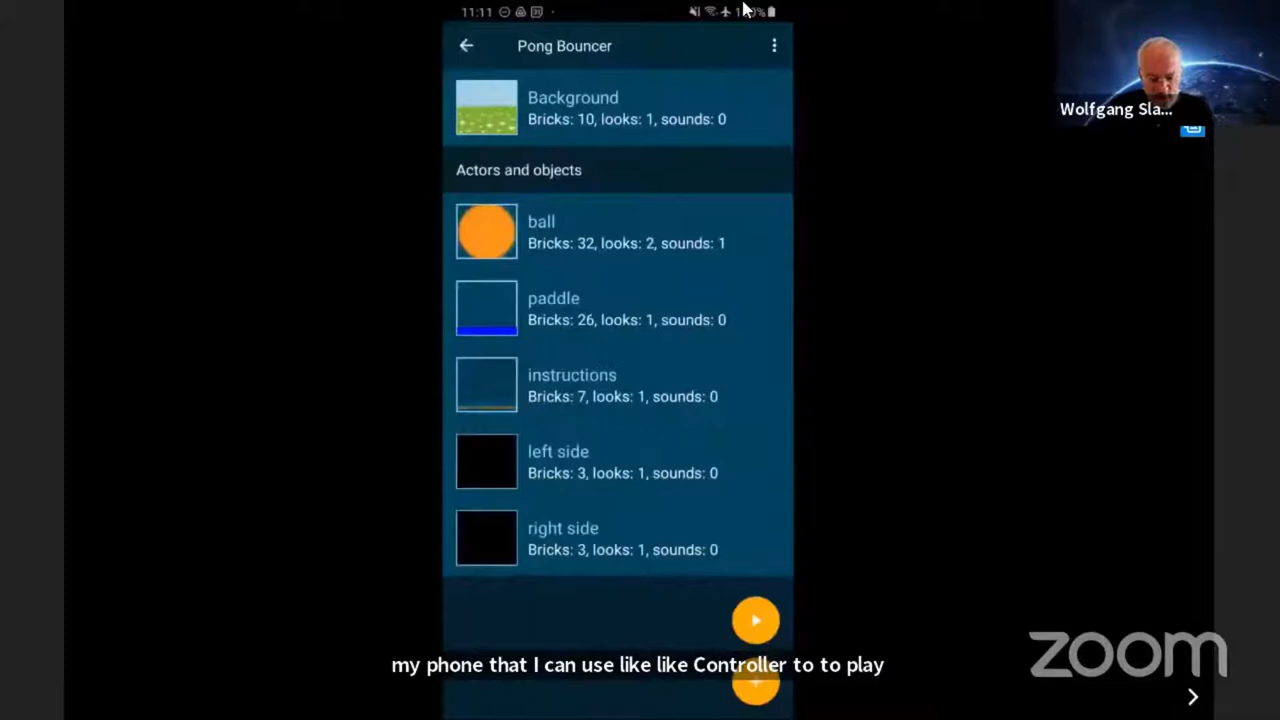 11:11
Pong Bouncer
Background
Bricks: 10, looks: 1, sounds: 0
Actors and objects
ball
Bricks: 32, looks: 2, sounds: 1
paddle
Bricks: 26, looks: 1, sounds: 0
instructions
Bricks: 7, looks: 1, sounds: 0
left side
Bricks: 3, looks: 1, sounds: 0
right side
Bricks: 3, looks: 1, sounds: 0
my phone that I can use like like Controller to to play
Wolfgang Sla...
zoom